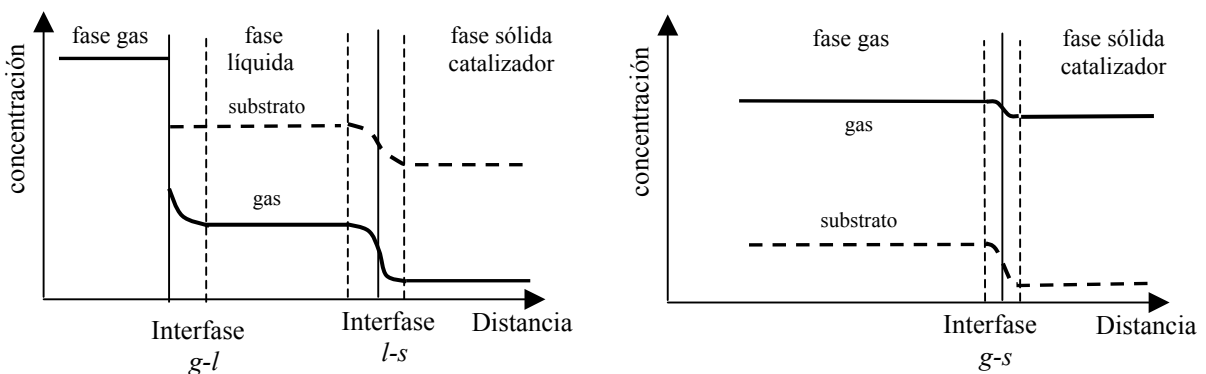 concentración
fase gas
fase
líquida
fase sólida
catalizador
substrato
gas
Interfase
g-l
Interfase
l-s
Distancia
concentración
fase gas
fase sólida
catalizador
gas
substrato
Interfase
g-s
Distancia